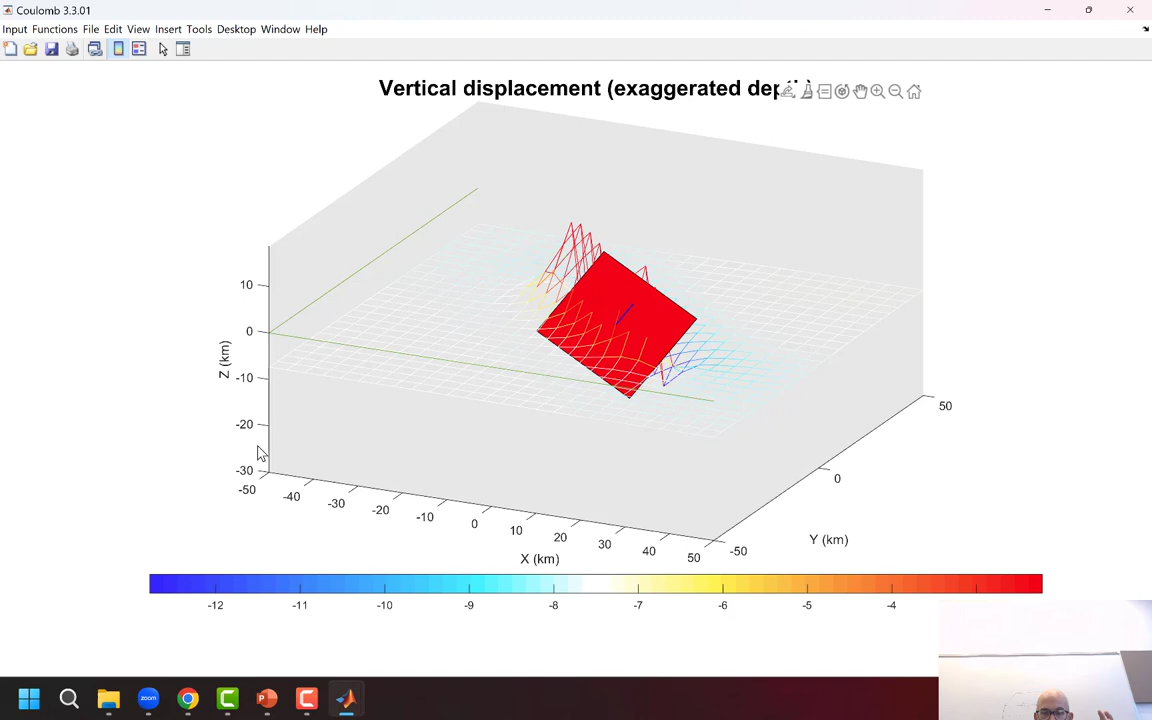 Coulomb 3.3.01
Input Functions File Edit View Insert Tools Desktop Window Help
Vertical displacement (exaggerated
10
0
-10
-20
-30
Z (km)
-50
-40
-30
-20
-10
0
10
20
30
40
50
X (km)
-50
0
50
Y (km)
-12 -11 -10 -9 -8 -7 -6 -5 -4
zoom